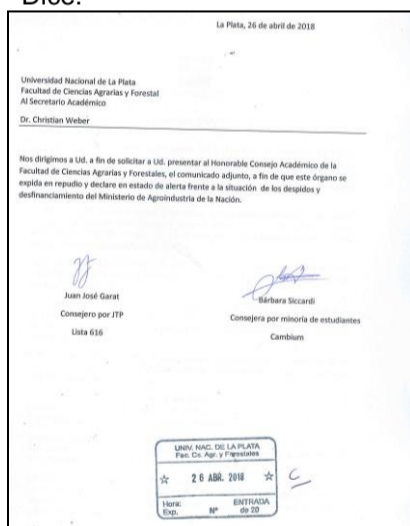 Dice:
La Plata, 26 de abril de 2018
Universidad Nacional de La Plata
Facultad de Ciencias Agrarias y Forestal
Al Secretario Académico
Dr. Christian Weber
Nos dirigimos a Ud. a fin de solicitar a Ud. presentar al Honorable Consejo Académico de la
Facultad de Ciencias Agrarias y Forestales, el comunicado adjunto, a fin de que este órgano se
expida en repudio y declare en estado de alerta frente a la situación de los despidos y
desfinanciamiento del Ministerio de Agroindustria de la Nación.
Juan José Garat
Consejero por JTP
Lista 616
Bárbara Siccardi
Consejera por minoría de estudiantes
Cambium
UNIV. NAC. DE LA PLATA
Fac. Cs. Agr. y Forestales
26 ABR. 2018
Hora: ENTRADA
Exp. Nº de 20